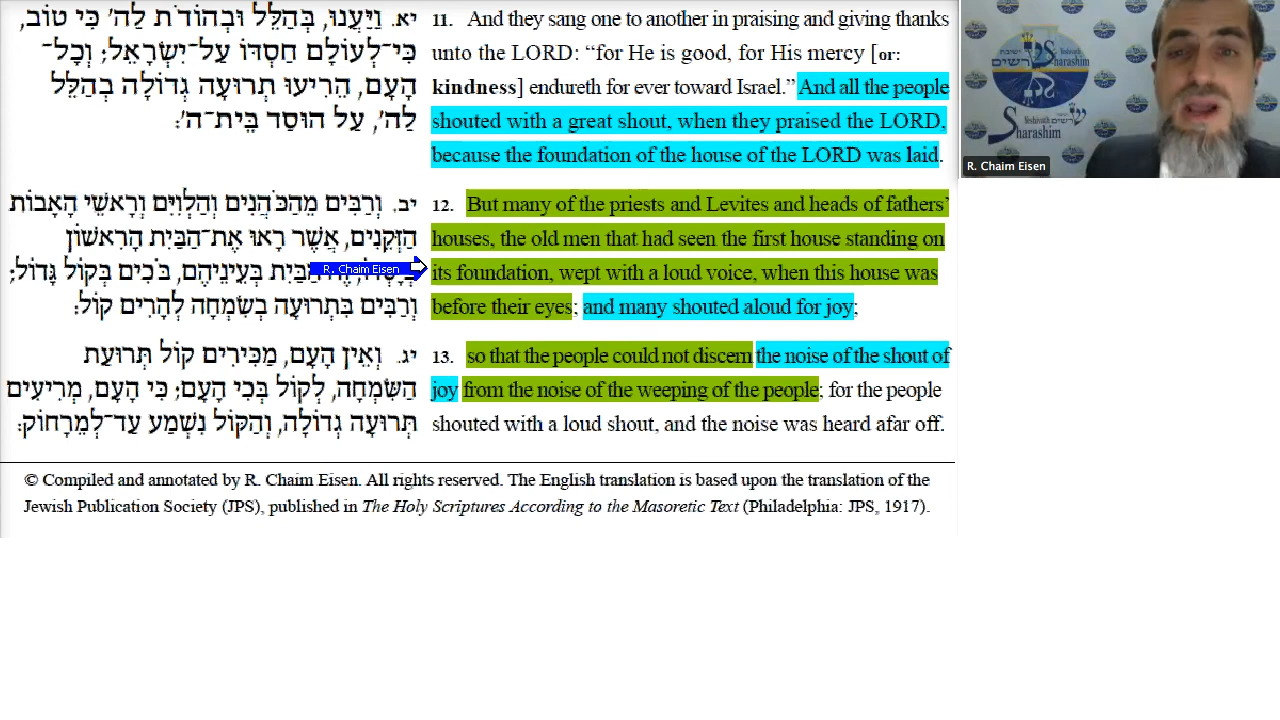 יא. וַיַּעֲנוּ, בְּהַלֵּל וּבְהוֹדֹת לַה' כִּי טוֹב,
כִּי־לְעוֹלָם חַסְדּוֹ עַל־יִשְׂרָאֵל; וְכָל־
הָעָם, הֵרִיעוּ תְרוּעָה גְדוֹלָה בְהַלֵּל
לַה', עַל הוּסַד בֵּית־ה':
יב. וְרַבִּים מֵהַכֹּהֲנִים וְהַלְוִיִּם וְרָאשֵׁי הָאָבוֹת
הַזְּקֵנִים, אֲשֶׁר רָאוּ אֶת־הַבַּיִת הָרִאשׁוֹן
הַבַּיִת בְּעֵינֵיהֶם, בֹּכִים בְּקוֹל גָּדוֹל;
וְרַבִּים בִּתְרוּעָה בְשִׂמְחָה לְהָרִים קוֹל:
יג. וְאֵין הָעָם, מַכִּירִים קוֹל תְּרוּעַת
הַשִּׂמְחָה, לְקוֹל בְּכִי הָעָם; כִּי הָעָם, מְרִיעִים
תְּרוּעָה גְדוֹלָה, וְהַקּוֹל נִשְׁמַע עַד־לְמֵרָחוֹק:
11. And they sang one to another in praising and giving thanks
unto the LORD: “for He is good, for His mercy [or:
kindness] endureth for ever toward Israel.” And all the people
shouted with a great shout, when they praised the LORD,
because the foundation of the house of the LORD was laid.
12. But many of the priests and Levites and heads of fathers’
houses, the old men that had seen the first house standing on
its foundation, wept with a loud voice, when this house was
before their eyes; and many shouted aloud for joy;
13. so that the people could not discern the noise of the shout of
joy from the noise of the weeping of the people; for the people
shouted with a loud shout, and the noise was heard afar off.
R. Chaim Eisen
© Compiled and annotated by R. Chaim Eisen. All rights reserved. The English translation is based upon the translation of the
Jewish Publication Society (JPS), published in The Holy Scriptures According to the Masoretic Text (Philadelphia: JPS, 1917).
ישיבת
שרשים
Yeshivath
Sharashim
Yeshivath ישיבת שרשים
Sharashim
R. Chaim Eisen